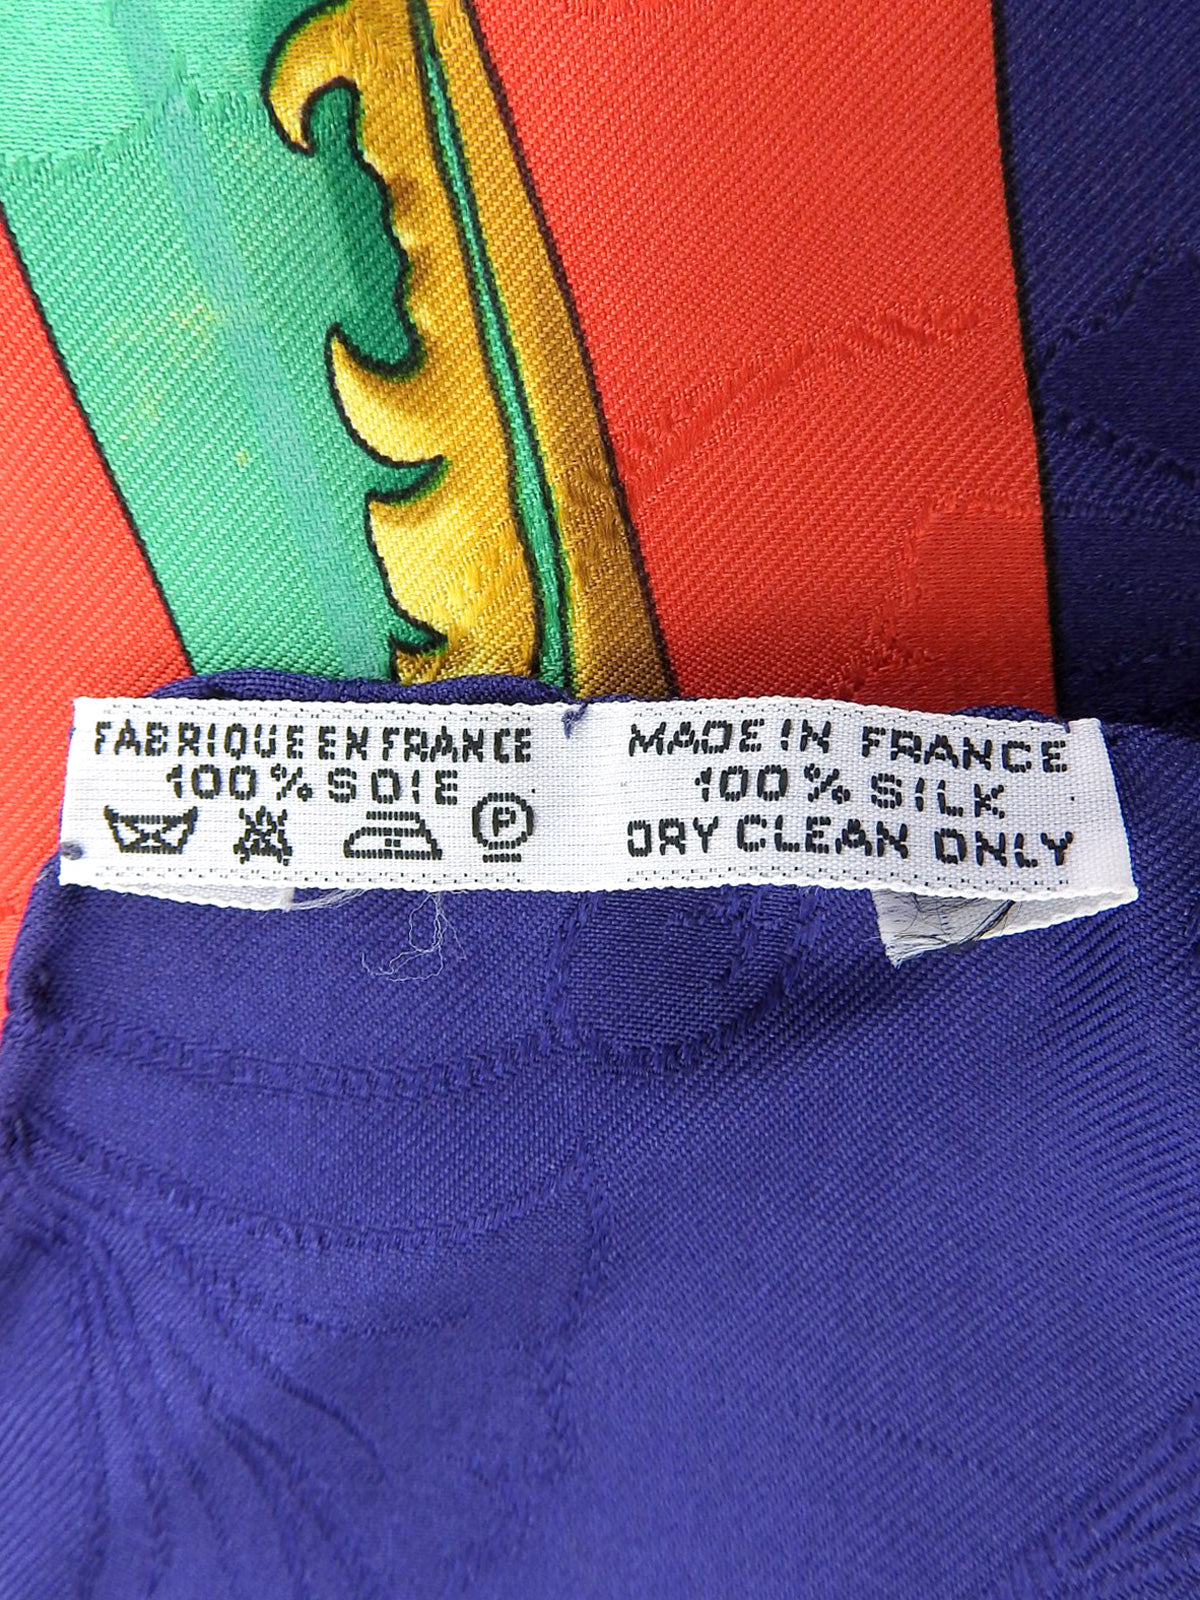 FABRIQUE EN FRANCE
100% SOIE
P
MADE IN FRANCE
100% SILK
DRY CLEAN ONLY